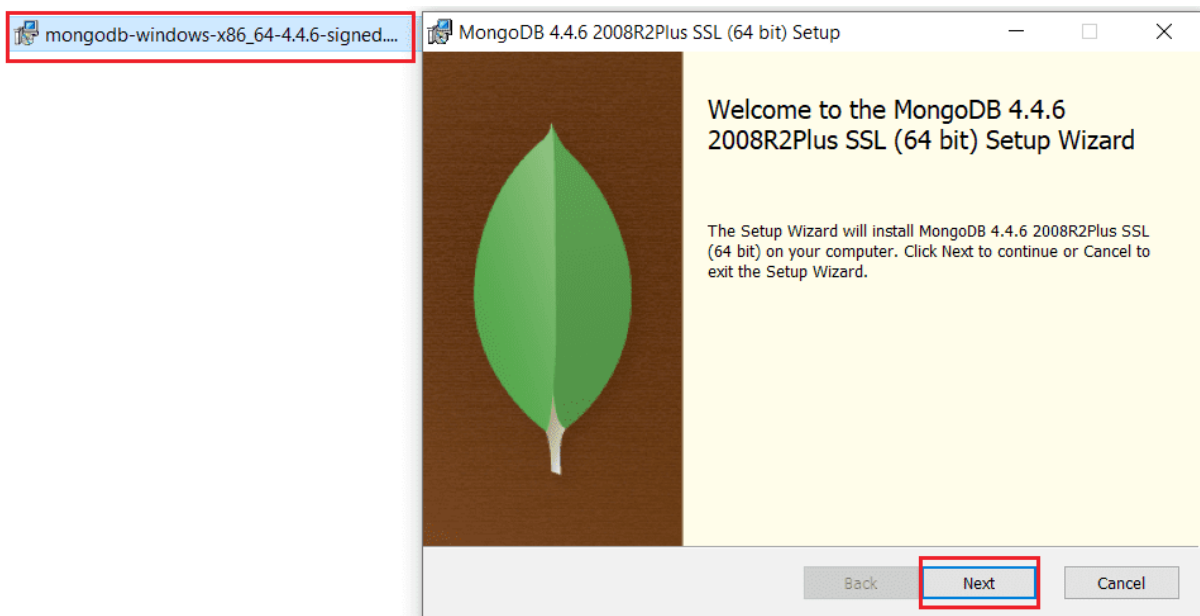 mongodb-windows-x86_64-4.4.6-signed....
MongoDB 4.4.6 2008R2Plus SSL (64 bit) Setup
Welcome to the MongoDB 4.4.6
2008R2Plus SSL (64 bit) Setup Wizard
The Setup Wizard will install MongoDB 4.4.6 2008R2Plus SSL
(64 bit) on your computer. Click Next to continue or Cancel to
exit the Setup Wizard.
Back
Next
Cancel